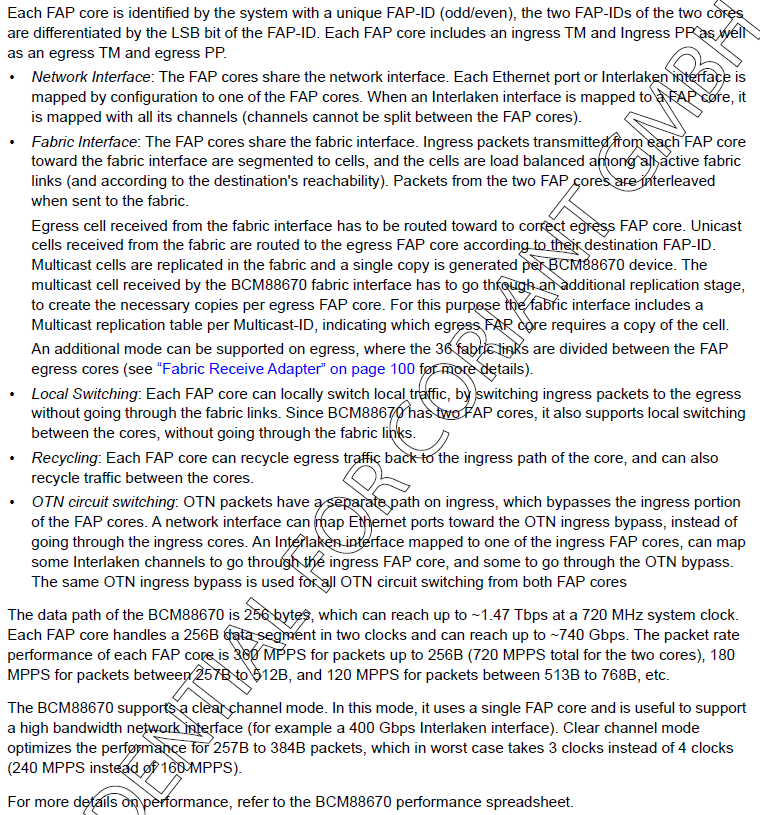 Each FAP core is identified by the system with a unique FAP-ID (odd/even), the two FAP-IDs of the two cores
are differentiated by the LSB bit of the FAP-ID. Each FAP core includes an ingress TM and Ingress PP as well
as an egress TM and egress PP.
• Network Interface: The FAP cores share the network interface. Each Ethernet port or Interlaken interface is
mapped by configuration to one of the FAP cores. When an Interlaken interface is mapped to a FAP core, it
is mapped with all its channels (channels cannot be split between the FAP cores).
• Fabric Interface: The FAP cores share the fabric interface. Ingress packets transmitted from each FAP core
toward the fabric interface are segmented to cells, and the cells are load balanced among all active fabric
links (and according to the destination's reachability). Packets from the two FAP cores are interleaved
when sent to the fabric.
Egress cell received from the fabric interface has to be routed toward to correct egress FAP core. Unicast
cells received from the fabric are routed to the egress FAP core according to their destination FAP-ID.
Multicast cells are replicated in the fabric and a single copy is generated per BCM88670 device. The
multicast cell received by the BCM88670 fabric interface has to go through an additional replication stage,
to create the necessary copies per egress FAP core. For this purpose the fabric interface includes a
Multicast replication table per Multicast-ID, indicating which egress FAP core requires a copy of the cell.
An additional mode can be supported on egress, where the 36 fabric links are divided between the FAP
egress cores (see “Fabric Receive Adapter” on page 100 for more details).
• Local Switching: Each FAP core can locally switch local traffic, by switching ingress packets to the egress
without going through the fabric links. Since BCM88670 has two FAP cores, it also supports local switching
between the cores, without going through the fabric links.
• Recycling: Each FAP core can recycle egress traffic back to the ingress path of the core, and can also
recycle traffic between the cores.
• OTN circuit switching: OTN packets have a separate path on ingress, which bypasses the ingress portion
of the FAP cores. A network interface can map Ethernet ports toward the OTN ingress bypass, instead of
going through the ingress cores. An Interlaken interface mapped to one of the ingress FAP cores, can map
some Interlaken channels to go through the ingress FAP core, and some to go through the OTN bypass.
The same OTN ingress bypass is used for all OTN circuit switching from both FAP cores
The data path of the BCM88670 is 256 bytes, which can reach up to ~1.47 Tbps at a 720 MHz system clock.
Each FAP core handles a 256B data segment in two clocks and can reach up to ~740 Gbps. The packet rate
performance of each FAP core is 360 MPPS for packets up to 256B (720 MPPS total for the two cores), 180
MPPS for packets between 257B to 512B, and 120 MPPS for packets between 513B to 768B, etc.
The BCM88670 supports a clear channel mode. In this mode, it uses a single FAP core and is useful to support
a high bandwidth network interface (for example a 400 Gbps Interlaken interface). Clear channel mode
optimizes the performance for 257B to 384B packets, which in worst case takes 3 clocks instead of 4 clocks
(240 MPPS instead of 160 MPPS).
For more details on performance, refer to the BCM88670 performance spreadsheet.
DENTIAL FOR CORIANT GMBH